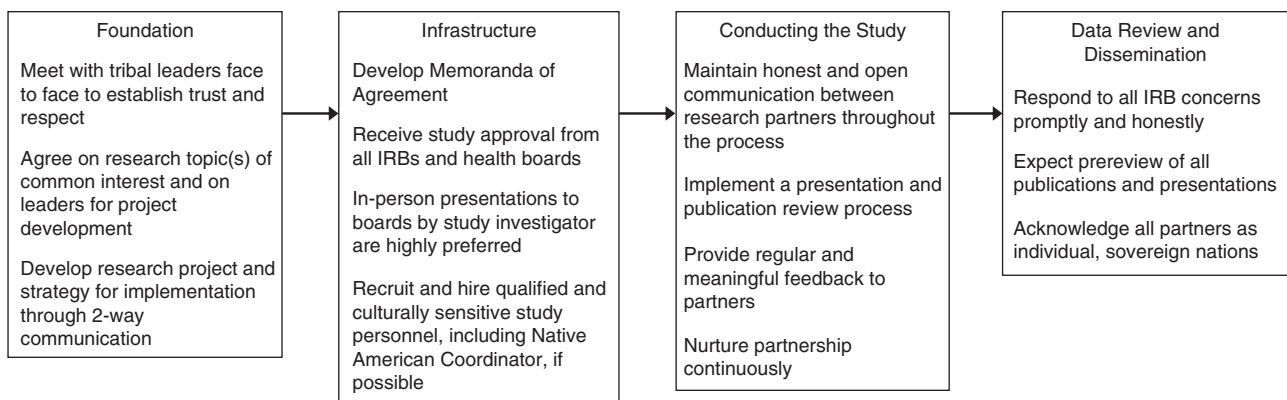 Foundation
Meet with tribal leaders face
to face to establish trust and
respect
Agree on research topic(s) of
common interest and on
leaders for project
development
Develop research project and
strategy for implementation
through 2-way
communication
Infrastructure
Develop Memoranda of
Agreement
Receive study approval from
all IRBs and health boards
In-person presentations to
boards by study investigator
are highly preferred
Recruit and hire qualified and
culturally sensitive study
personnel, including Native
American Coordinator, if
possible
Conducting the Study
Maintain honest and open
communication between
research partners throughout
the process
Implement a presentation and
publication review process
Provide regular and
meaningful feedback to
partners
Nurture partnership
continuously
Data Review and
Dissemination
Respond to all IRB concerns
promptly and honestly
Expect prereview of all
publications and presentations
Acknowledge all partners as
individual, sovereign nations